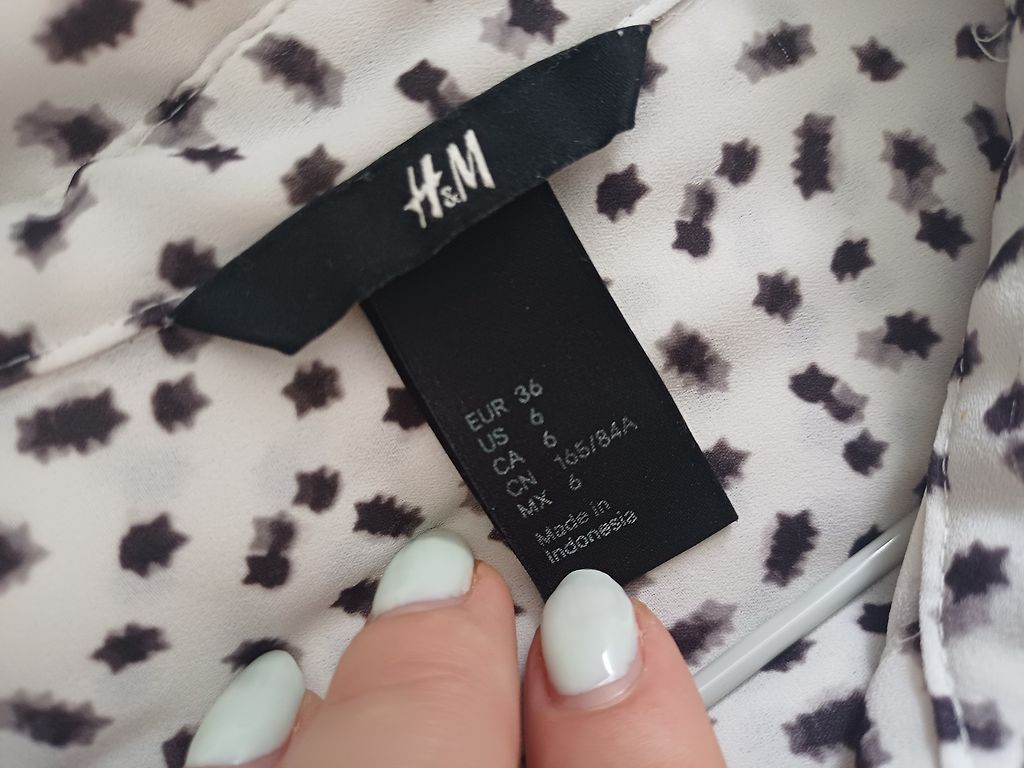 H&M
EUR 36
US 6
CA 6
CN 165/84A
MX 6
Made in
Indonesia